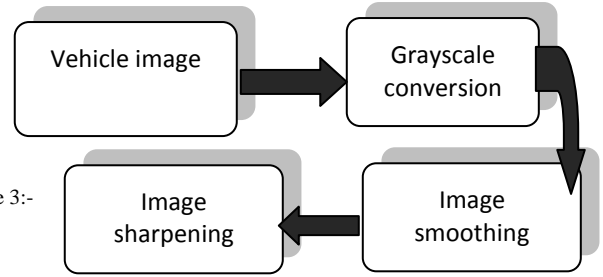 Vehicle image
Grayscale
conversion
Image
smoothing
Image
sharpening
3:-